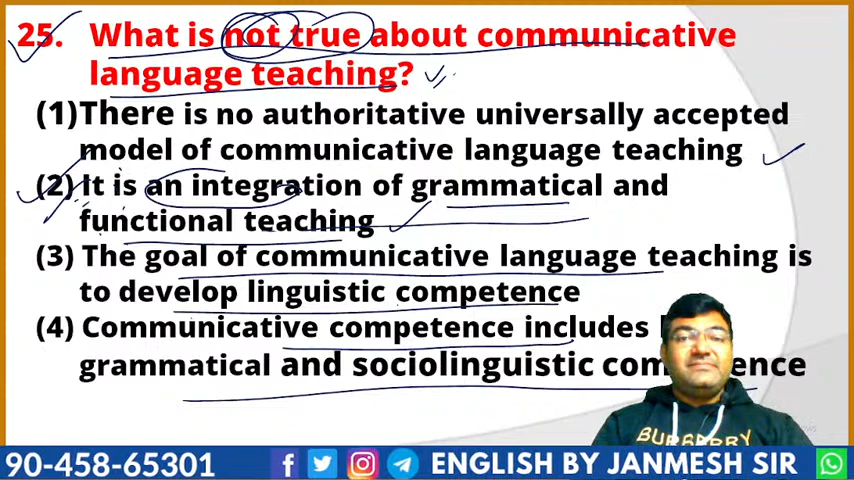 25. What is not true about communicative
language teaching?
(1)There is no authoritative universally accepted
model of communicative language teaching
(2) It is an integration of grammatical and
functional teaching
(3) The goal of communicative language teaching is
to develop linguistic competence
(4) Communicative competence includes
grammatical and sociolinguistic
BURBERRY
90-458-65301 ENGLISH BY JANMESH SIR